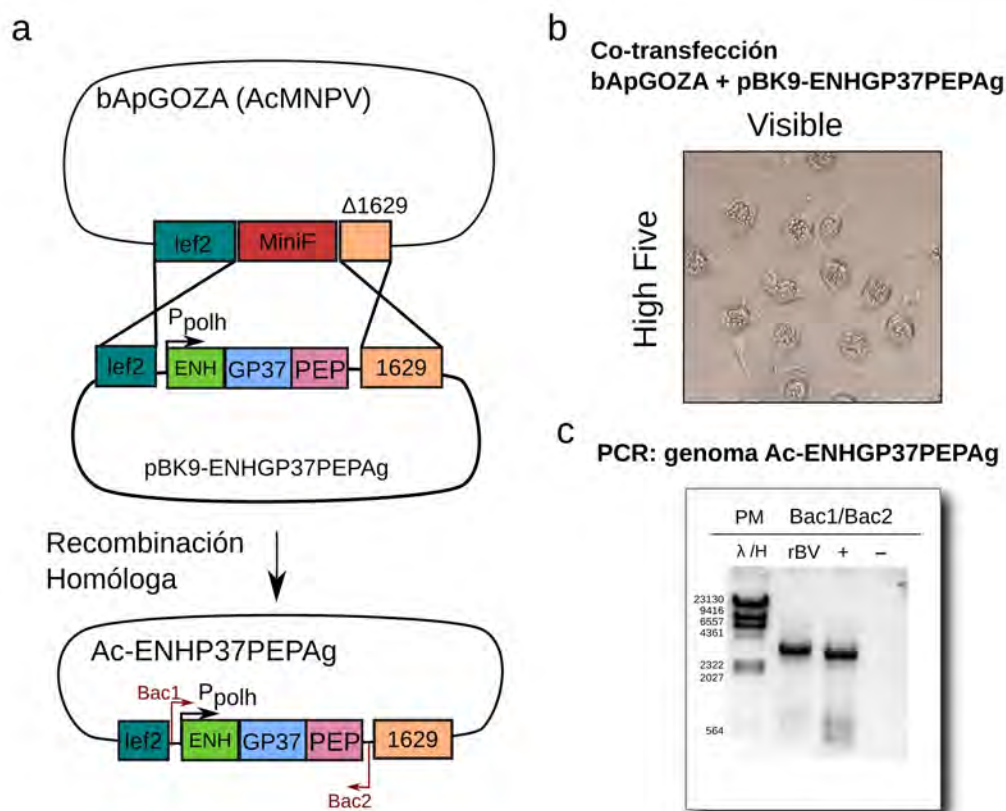 a
bApGOZA (AcMNPV)
Δ1629
lef2
MiniF
Ppolh
lef2
ENH
GP37
PEP
1629
pBK9-ENHGP37PEPAg
Recombinación
Homóloga
Ac-ENHP37PEPAg
Bac1
Ppolh
lef2
ENH
GP37
PEP
1629
Bac2
b
Co-transfección
bApGOZA + pBK9-ENHGP37PEPAg
Visible
High Five
c
PCR: genoma Ac-ENHGP37PEPAg
PM Bac1/Bac2
λ /H rBV + –
23130
9416
6557
4361
2322
2027
564